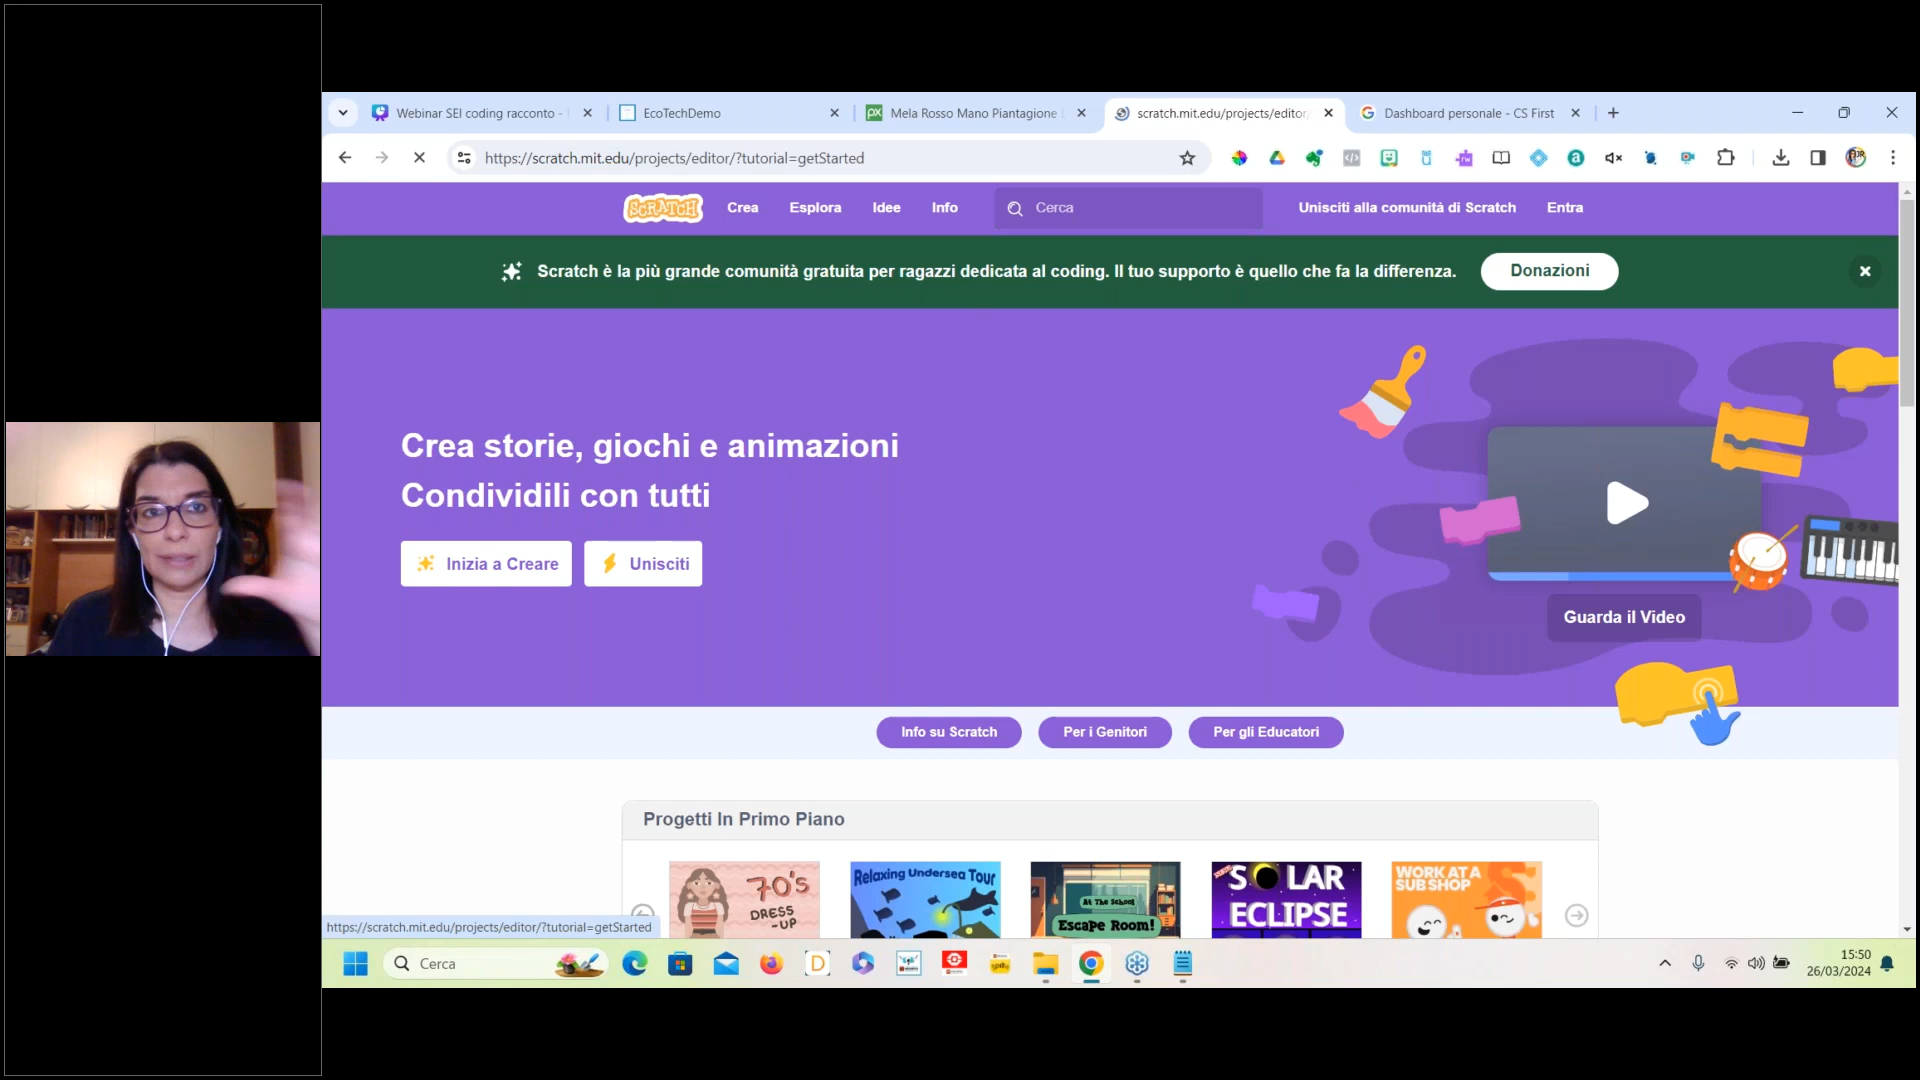 Webinar SEI coding racconto -
EcoTechDemo
Mela Rosso Mano Piantagione
scratch.mit.edu/projects/editor/
Dashboard personale - CS First
https://scratch.mit.edu/projects/editor/?tutorial=getStarted
SCRATCH
Crea
Esplora
Idee
Info
Cerca
Unisciti alla comunità di Scratch
Entra
Scratch è la più grande comunità gratuita per ragazzi dedicata al coding. Il tuo supporto è quello che fa la differenza.
Donazioni
Crea storie, giochi e animazioni
Condividili con tutti
Inizia a Creare
Unisciti
Guarda il Video
Info su Scratch
Per i Genitori
Per gli Educatori
Progetti In Primo Piano
70's
DRESS
-UP
Relaxing Undersea Tour
At The School
Escape Room!
SOLAR
ECLIPSE
WORK AT A
SUB SHOP
https://scratch.mit.edu/projects/editor/?tutorial=getStarted
Cerca
15:50
26/03/2024